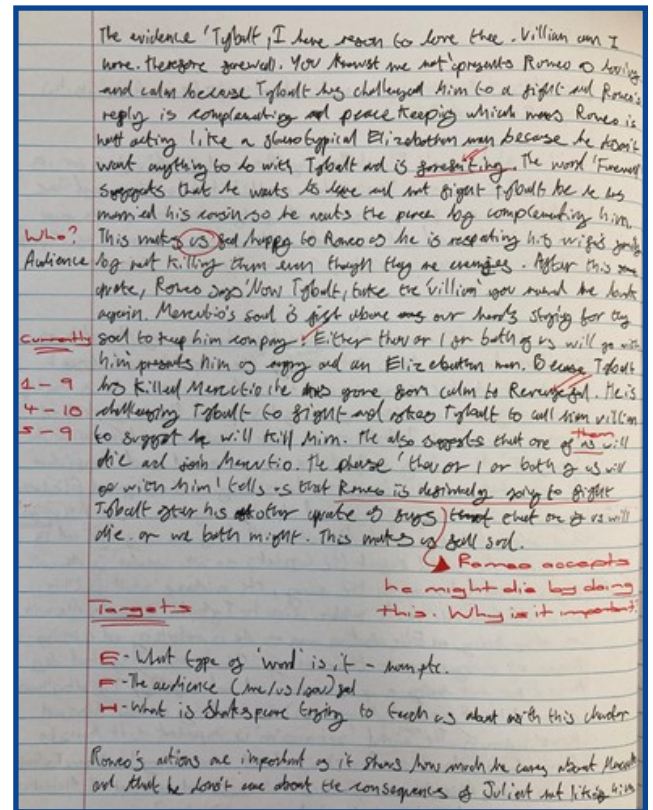 The evidence 'Tybalt, I have reason to love thee. Villian am I
none. therefore farewell. You knowst me not' presents Romeo as loving
and calm because Tybalt has challenged him to a fight and Romeo's
reply is complementing and peace keeping which means Romeo is
not acting like a Elizabethan man because he doesn't
want anything to do with Tybalt and is . The word 'Farewell
suggests that he wants to leave and not fight Tybalt he has
married his cousin so he wants the peace by complementing him.
Who? This makes us feel happy to Romeo as he is respecting his wife's family
Audience by not killing them even though they are enemies. After this
quote, Romeo says 'Now Tybalt, take the 'villian' you me back
again. Mercutio's soul is just above our heads staying for thy
Currently soul to keep him company. Either thou or I or both of us will go with
him' presents him as angry and an Elizabethan man. Because Tybalt
1 - 9 has killed Mercutio he has gone from calm to Revengeful. He is
4 - 10 challenging Tybalt to fight and Tybalt to call him villian
5 - 9 to suggest he will kill him. He also suggests that one of us will
them
die and join Mercutio. The phrase 'thou or I or both of us will
go with him' tells us that Romeo is going to fight
Tybalt after his other quote as says that one of us will
die. or we both might. This makes us feel sad.
Romeo accepts
he might die by doing
this. Why is it important?
Targets
E - What type of 'word' is it - noun etc.
F - The audience (me/us/you) feel
H - What is Shakespeare trying to teach us about with this character
Romeo's actions are important as it shows how much he cares about
and that he care about the consequences of Juliet not liking him